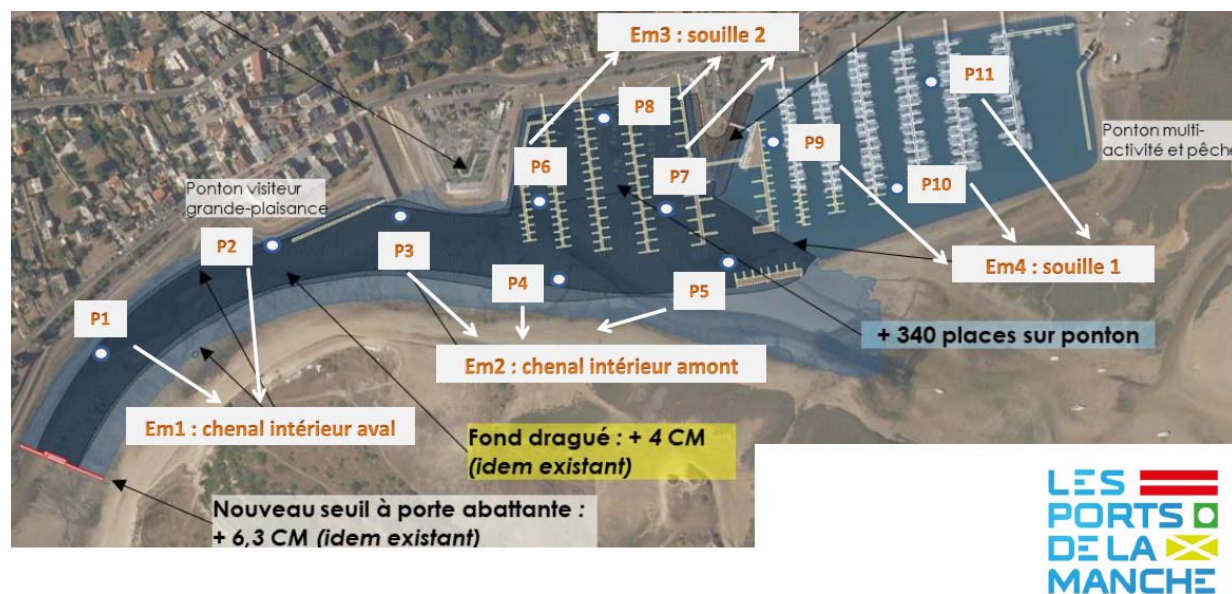 Em3 : souille 2
P8
P11
P6
P9
Ponton multi-
activité et pêche
P7
P10
Ponton visiteur
grande-plaisance
P2
P3
P4
P5
Em4 : souille 1
P1
+ 340 places sur ponton
Em2 : chenal intérieur amont
Em1 : chenal intérieur aval
Fond dragué : + 4 CM
(idem existant)
Nouveau seuil à porte abattante :
+ 6,3 CM (idem existant)
LES
PORTS
DE LA
MANCHE